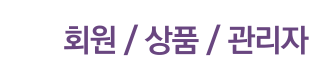 회원 / 상품 / 관리자